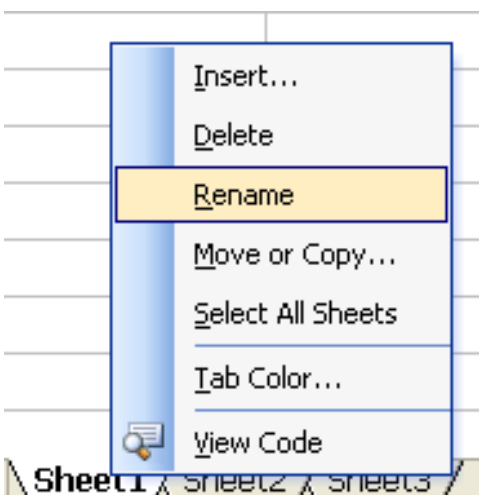 Insert...
Delete
Rename
Move or Copy...
Select All Sheets
Tab Color...
View Code
Sheet1 Sheet2 Sheet3